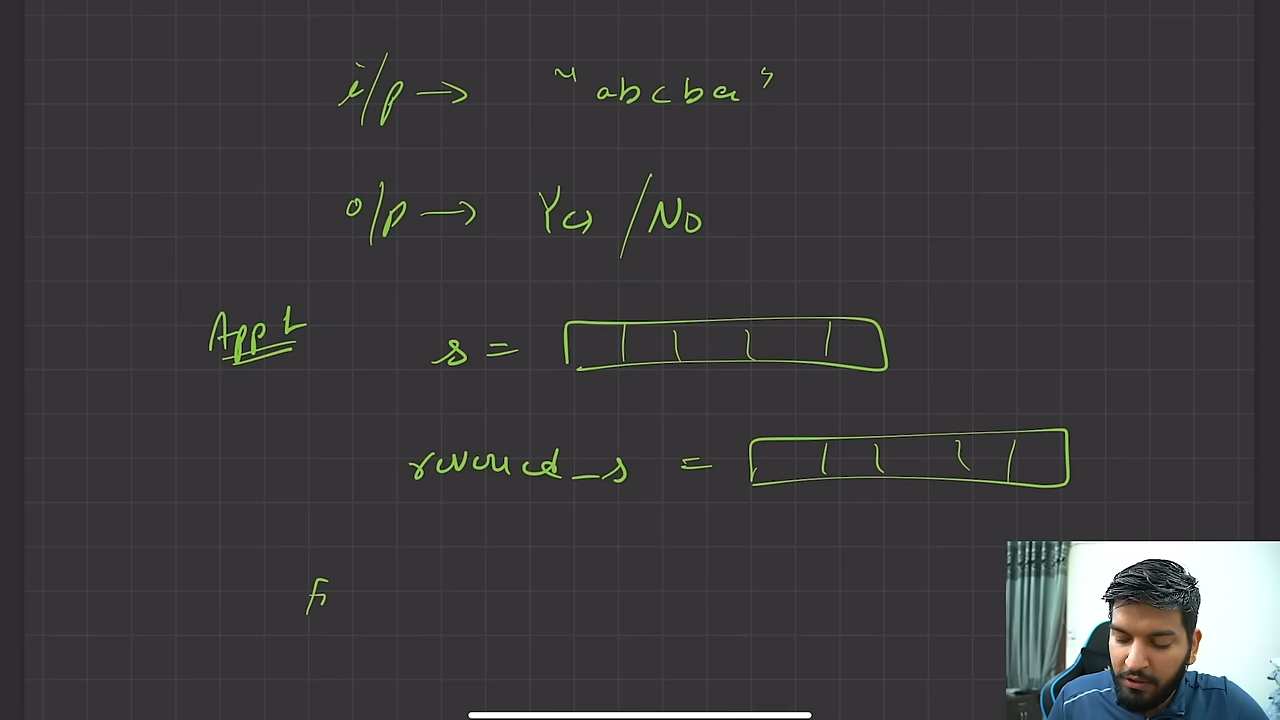 i/p → "abcba"
o/p → Yes / No
App 1
s =
reversed_s =